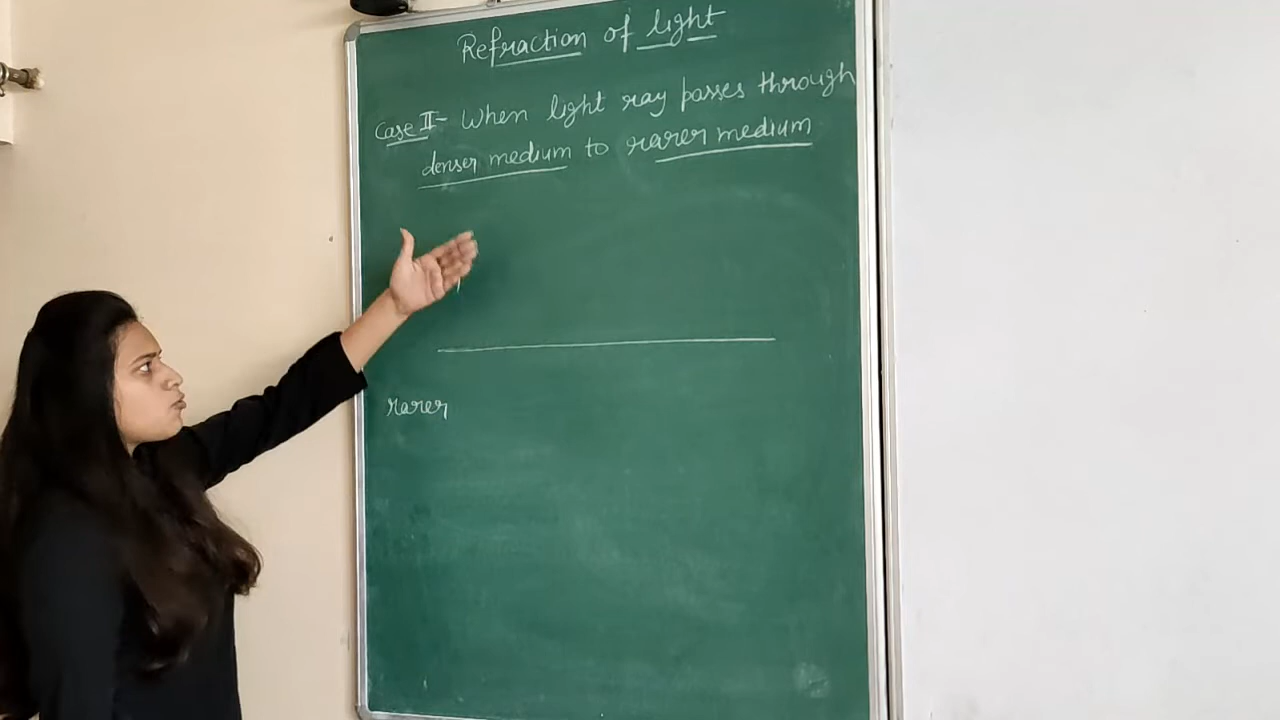 Refraction of light
Case II- When light ray passes through
denser medium to rarer medium
rarer